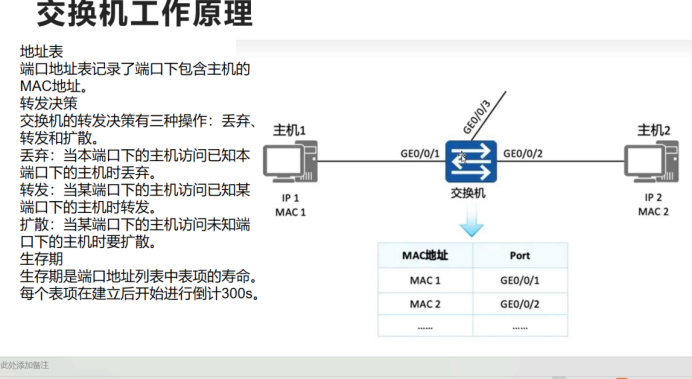 交换机工作原理
地址表
端口地址表记录了端口下包含主机的
MAC地址。
转发决策
交换机的转发决策有三种操作：丢弃、
转发和扩散。
丢弃：当本端口下的主机访问已知本
端口下的主机时丢弃。
转发：当某端口下的主机访问已知某
端口下的主机时转发。
扩散：当某端口下的主机访问未知端
口下的主机时要扩散。
生存期
生存期是端口地址列表中表项的寿命。
每个表项在建立后开始进行倒计300s。
GE0/0/3
主机1
主机2
GE0/0/1
GE0/0/2
交换机
IP 1
MAC 1
IP 2
MAC 2
MAC地址 Port
MAC 1 GE0/0/1
MAC 2 GE0/0/2
...... ......
此处添加备注